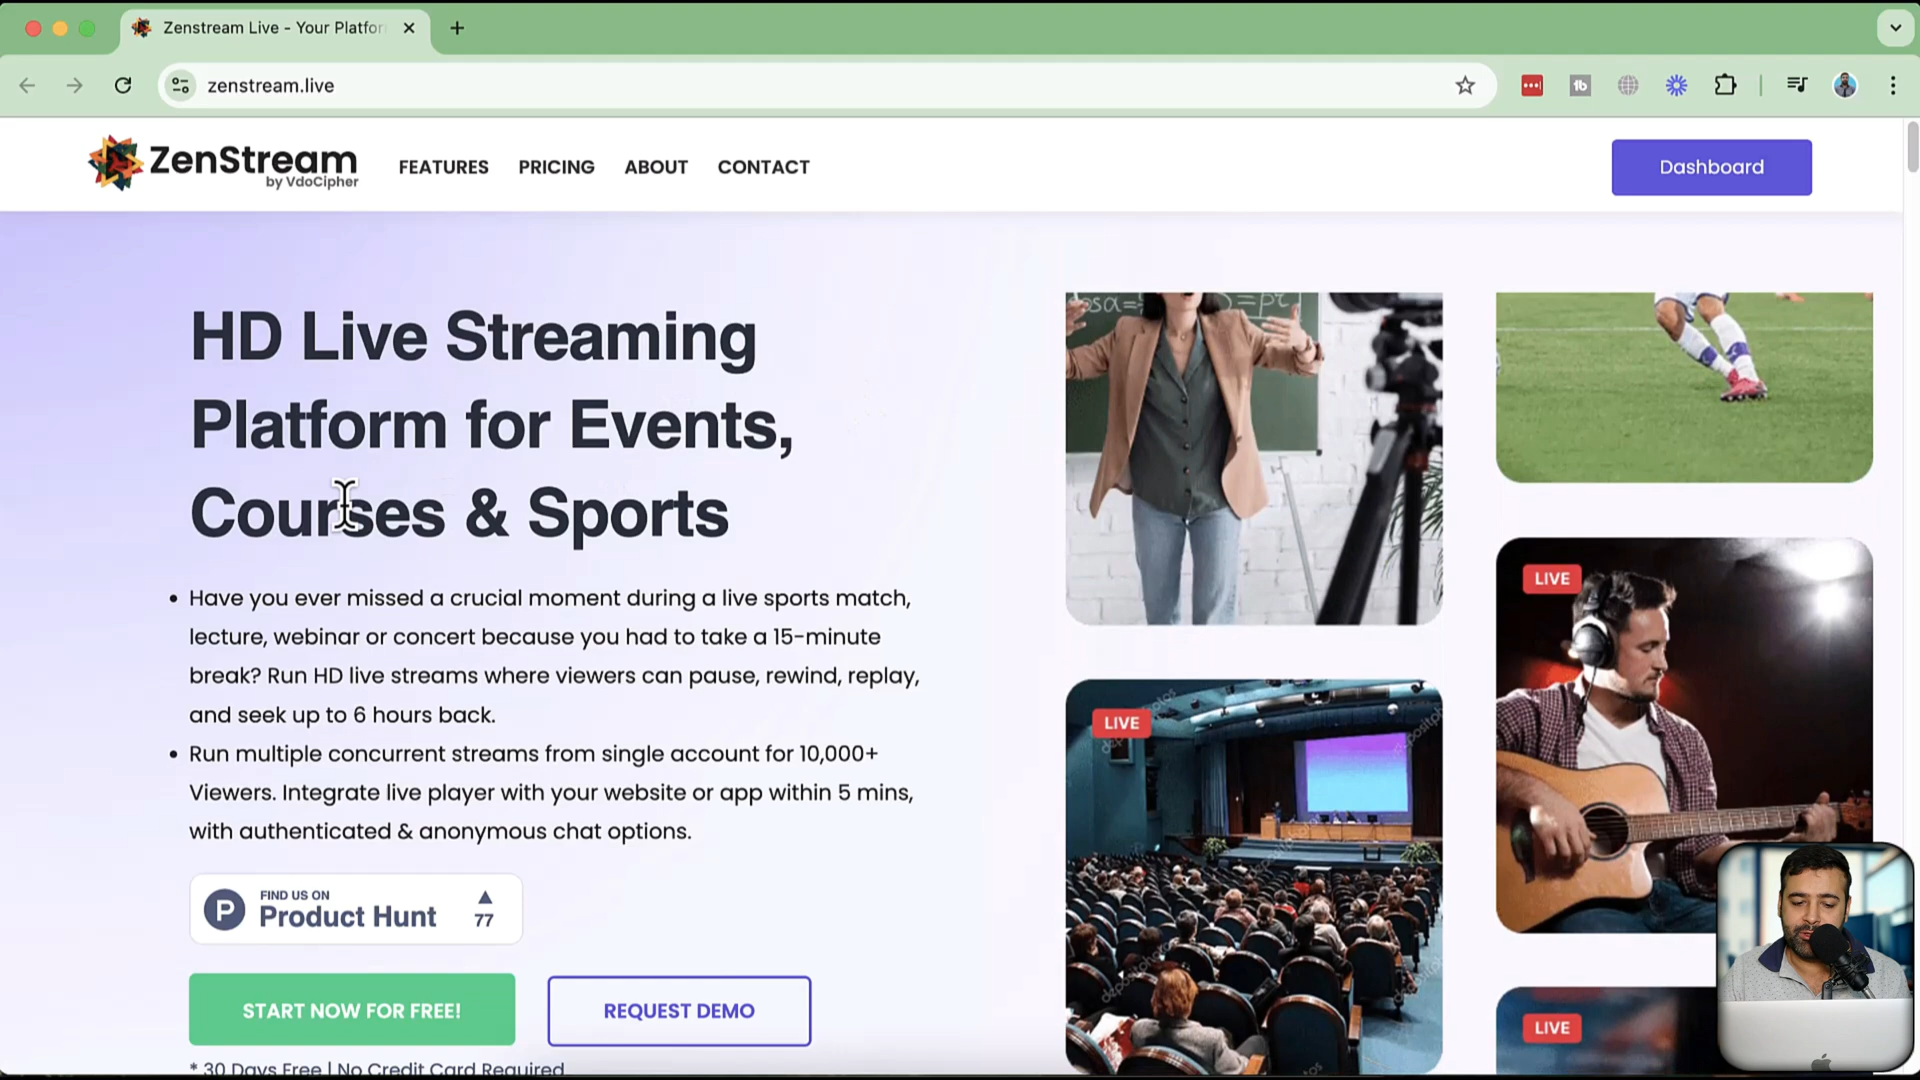 Zenstream Live - Your Platfor
zenstream.live
ZenStream
by VdoCipher
FEATURES PRICING ABOUT CONTACT
Dashboard
HD Live Streaming
Platform for Events,
Courses & Sports
Have you ever missed a crucial moment during a live sports match,
lecture, webinar or concert because you had to take a 15-minute
break? Run HD live streams where viewers can pause, rewind, replay,
and seek up to 6 hours back.
Run multiple concurrent streams from single account for 10,000+
Viewers. Integrate live player with your website or app within 5 mins,
with authenticated & anonymous chat options.
P
FIND US ON
Product Hunt
77
START NOW FOR FREE!
REQUEST DEMO
* 30 Days Free | No Credit Card Required
LIVE
LIVE
LIVE